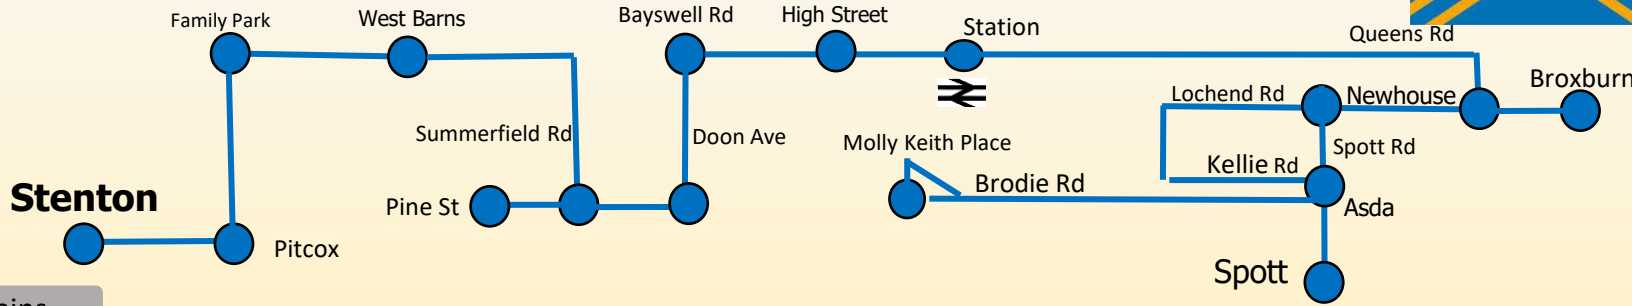 Family Park
West Barns
Bayswell Rd
High Street
Station
Queens Rd
Broxburn
Lochend Rd
Newhouse
Summerfield Rd
Doon Ave
Molly Keith Place
Spott Rd
Kellie Rd
Brodie Rd
Stenton
Pine St
Asda
Pitcox
Spott